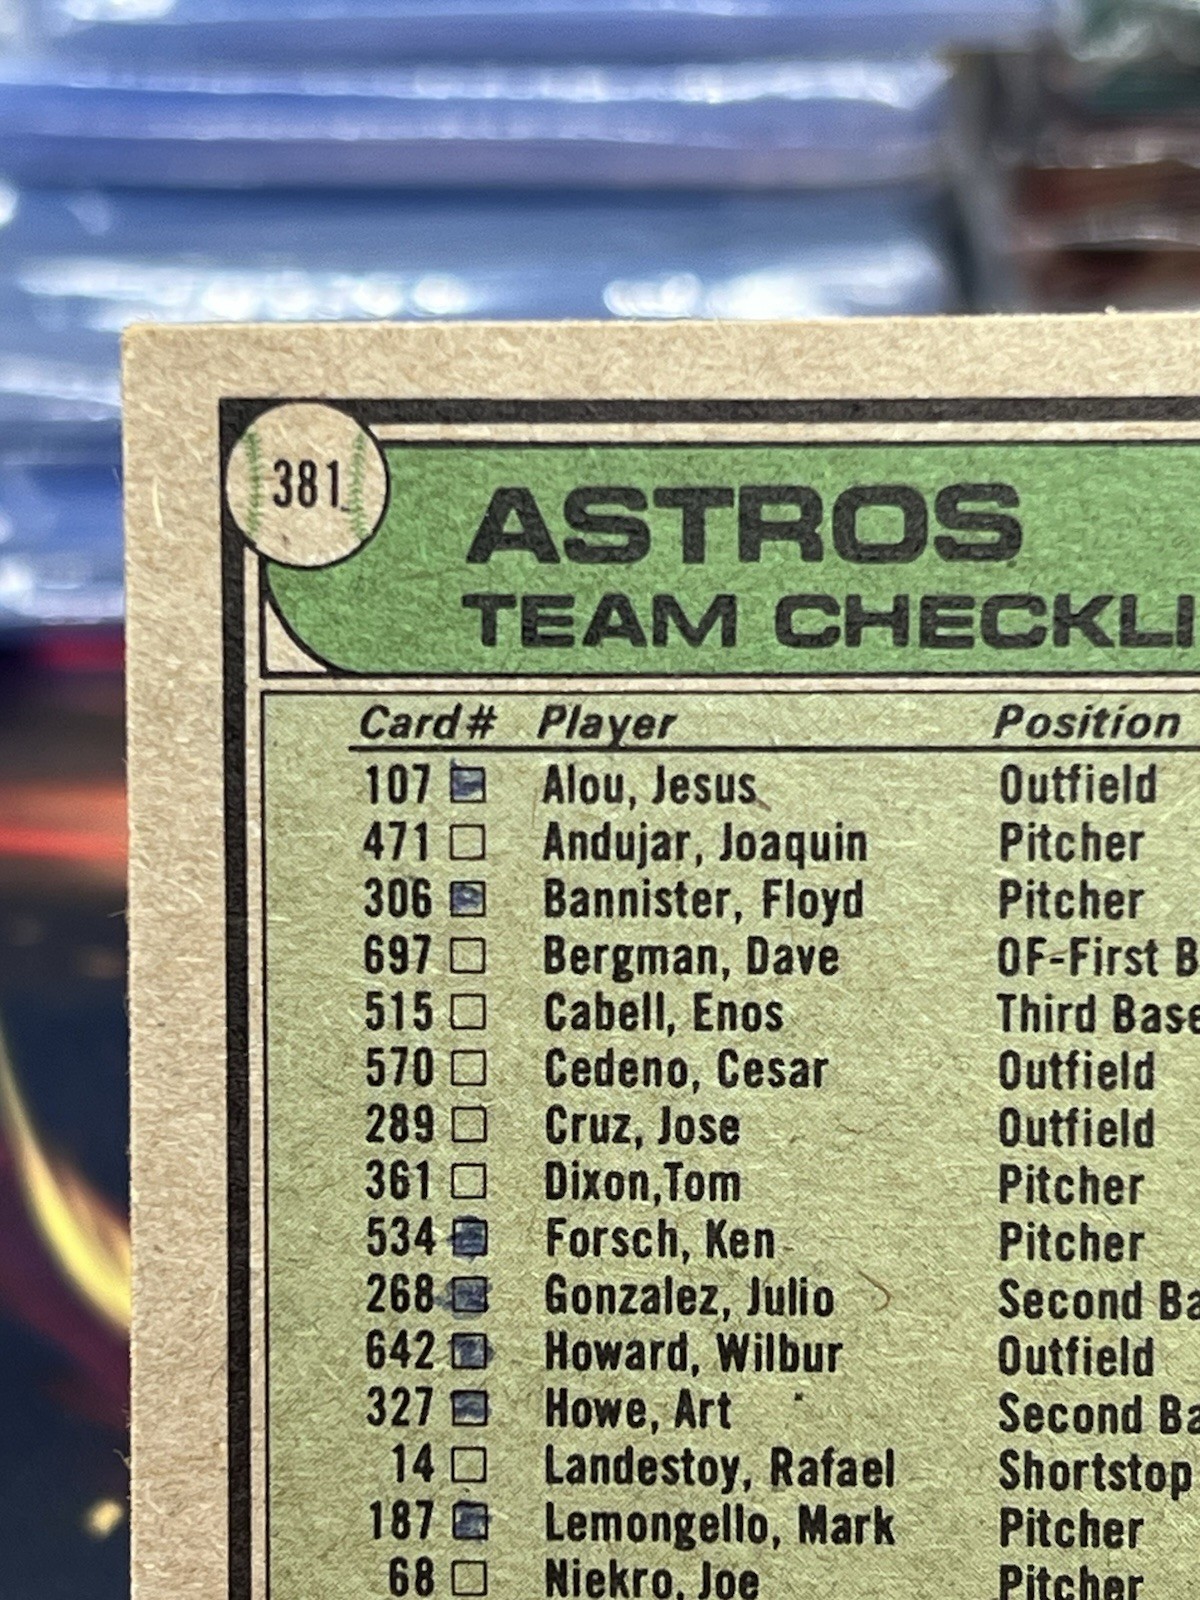 381
ASTROS
TEAM CHECKLI
Card# Player Position
107 Alou, Jesus Outfield
471 Andujar, Joaquin Pitcher
306 Bannister, Floyd Pitcher
697 Bergman, Dave OF-First B
515 Cabell, Enos Third Base
570 Cedeno, Cesar Outfield
289 Cruz, Jose Outfield
361 Dixon,Tom Pitcher
534 Forsch, Ken Pitcher
268 Gonzalez, Julio Second Ba
642 Howard, Wilbur Outfield
327 Howe, Art Second Ba
14 Landestoy, Rafael Shortstop
187 Lemongello, Mark Pitcher
68 Niekro, Joe Pitcher